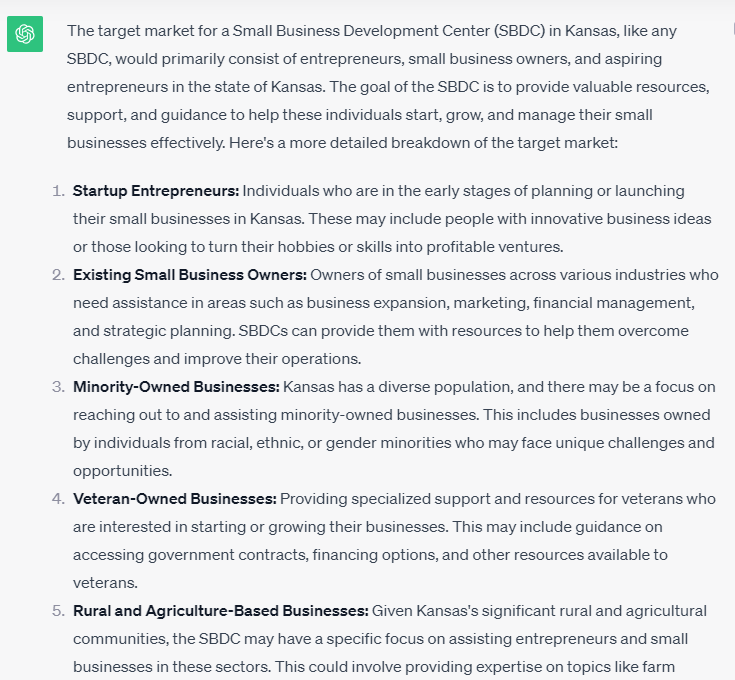 The target market for a Small Business Development Center (SBDC) in Kansas, like any
SBDC, would primarily consist of entrepreneurs, small business owners, and aspiring
entrepreneurs in the state of Kansas. The goal of the SBDC is to provide valuable resources,
support, and guidance to help these individuals start, grow, and manage their small
businesses effectively. Here's a more detailed breakdown of the target market:
1. Startup Entrepreneurs: Individuals who are in the early stages of planning or launching
their small businesses in Kansas. These may include people with innovative business ideas
or those looking to turn their hobbies or skills into profitable ventures.
2. Existing Small Business Owners: Owners of small businesses across various industries who
need assistance in areas such as business expansion, marketing, financial management,
and strategic planning. SBDCs can provide them with resources to help them overcome
challenges and improve their operations.
3. Minority-Owned Businesses: Kansas has a diverse population, and there may be a focus on
reaching out to and assisting minority-owned businesses. This includes businesses owned
by individuals from racial, ethnic, or gender minorities who may face unique challenges and
opportunities.
4. Veteran-Owned Businesses: Providing specialized support and resources for veterans who
are interested in starting or growing their businesses. This may include guidance on
accessing government contracts, financing options, and other resources available to
veterans.
5. Rural and Agriculture-Based Businesses: Given Kansas's significant rural and agricultural
communities, the SBDC may have a specific focus on assisting entrepreneurs and small
businesses in these sectors. This could involve providing expertise on topics like farm